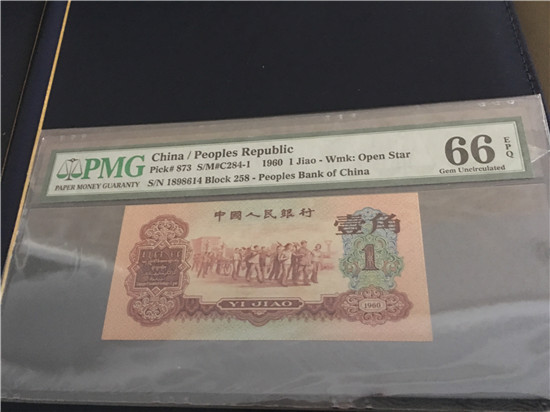 PMG
PAPER MONEY GUARANTY
China / Peoples Republic
Pick# 873 S/M#C284-1 1960 1 Jiao - Wmk: Open Star
S/N 1898614 Block 258 - Peoples Bank of China
66 EPQ
Gem Uncirculated
中國人民銀行
壹角
1
YI JIAO
1960